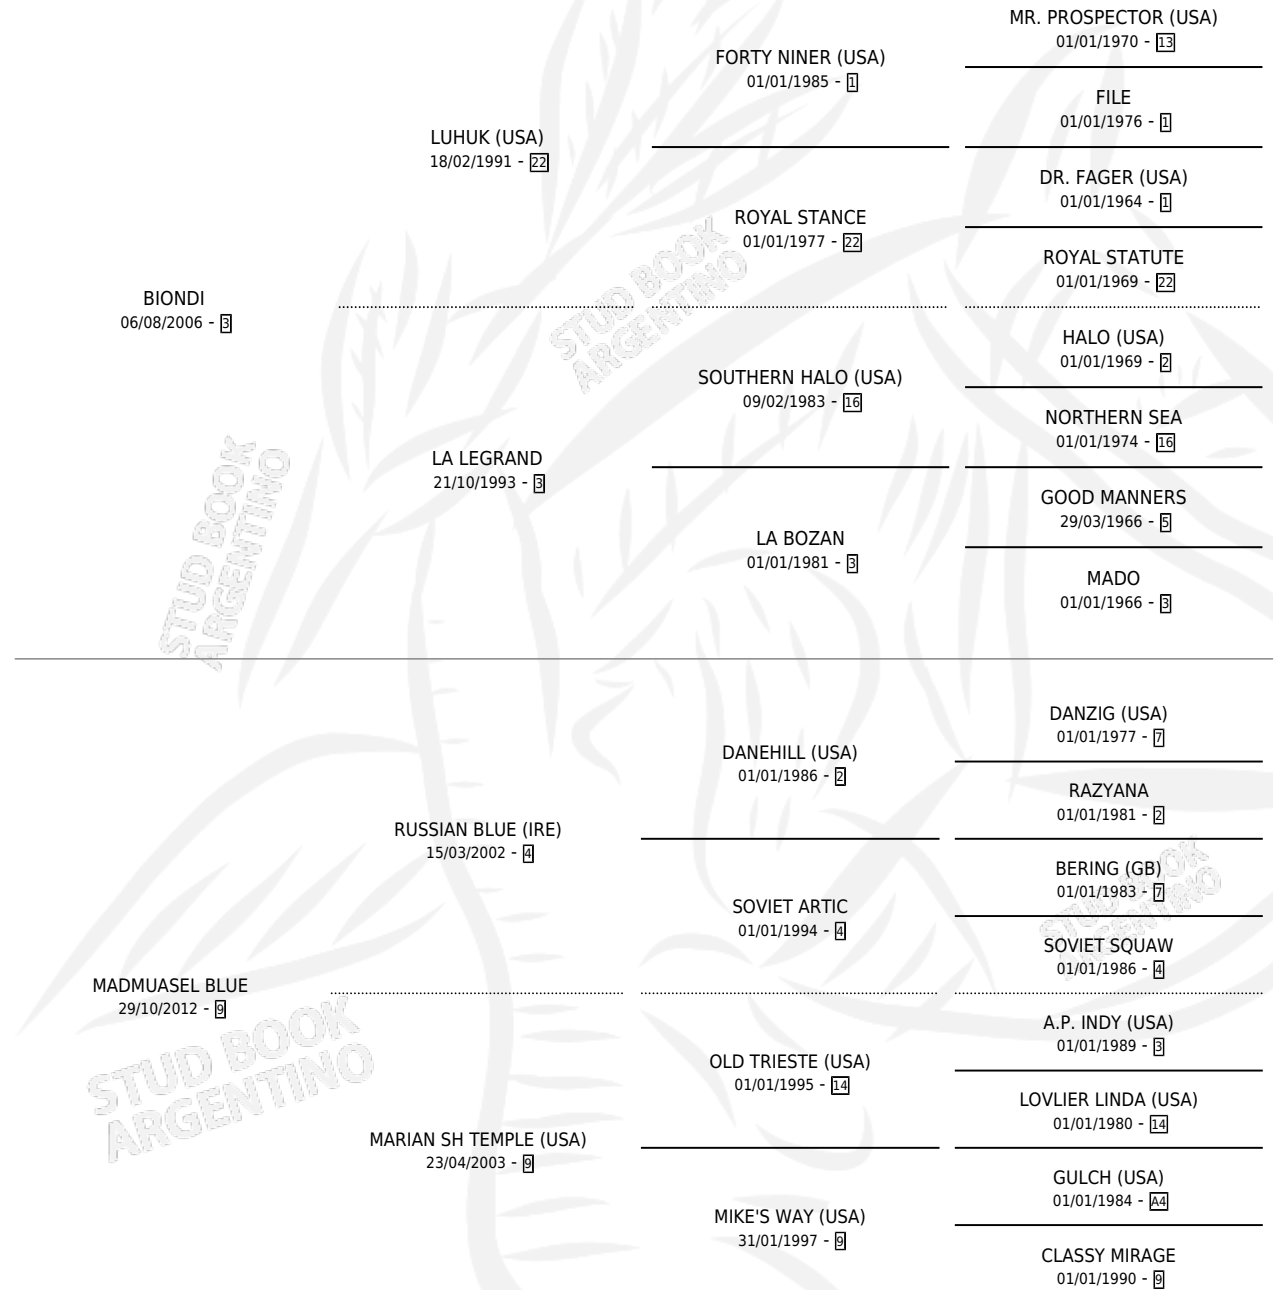 MR. PROSPECTOR (USA)
01/01/1970 - 13
FORTY NINER (USA)
01/01/1985 - 1
FILE
01/01/1976 - 1
LUHUK (USA)
18/02/1991 - 22
DR. FAGER (USA)
01/01/1964 - 1
ROYAL STANCE
01/01/1977 - 22
ROYAL STATUTE
01/01/1969 - 22
BIONDI
06/08/2006 - 3
HALO (USA)
01/01/1969 - 2
SOUTHERN HALO (USA)
09/02/1983 - 16
NORTHERN SEA
01/01/1974 - 16
LA LEGRAND
21/10/1993 - 3
GOOD MANNERS
29/03/1966 - 5
LA BOZAN
01/01/1981 - 3
MADO
01/01/1966 - 3
STUD BOOK
ARGENTINO
STUD BOOK
ARGENTINO
DANZIG (USA)
01/01/1977 - 7
DANEHILL (USA)
01/01/1986 - 2
RAZYANA
01/01/1981 - 2
RUSSIAN BLUE (IRE)
15/03/2002 - 4
BERING (GB)
01/01/1983 - 7
SOVIET ARTIC
01/01/1994 - 4
SOVIET SQUAW
01/01/1986 - 4
STUD BOOK
ARGENTINO
MADMUASEL BLUE
29/10/2012 - 9
A.P. INDY (USA)
01/01/1989 - 3
OLD TRIESTE (USA)
01/01/1995 - 14
LOVLIER LINDA (USA)
01/01/1980 - 14
STUD BOOK
ARGENTINO
MARIAN SH TEMPLE (USA)
23/04/2003 - 9
GULCH (USA)
01/01/1984 - A4
MIKE'S WAY (USA)
31/01/1997 - 9
CLASSY MIRAGE
01/01/1990 - 9